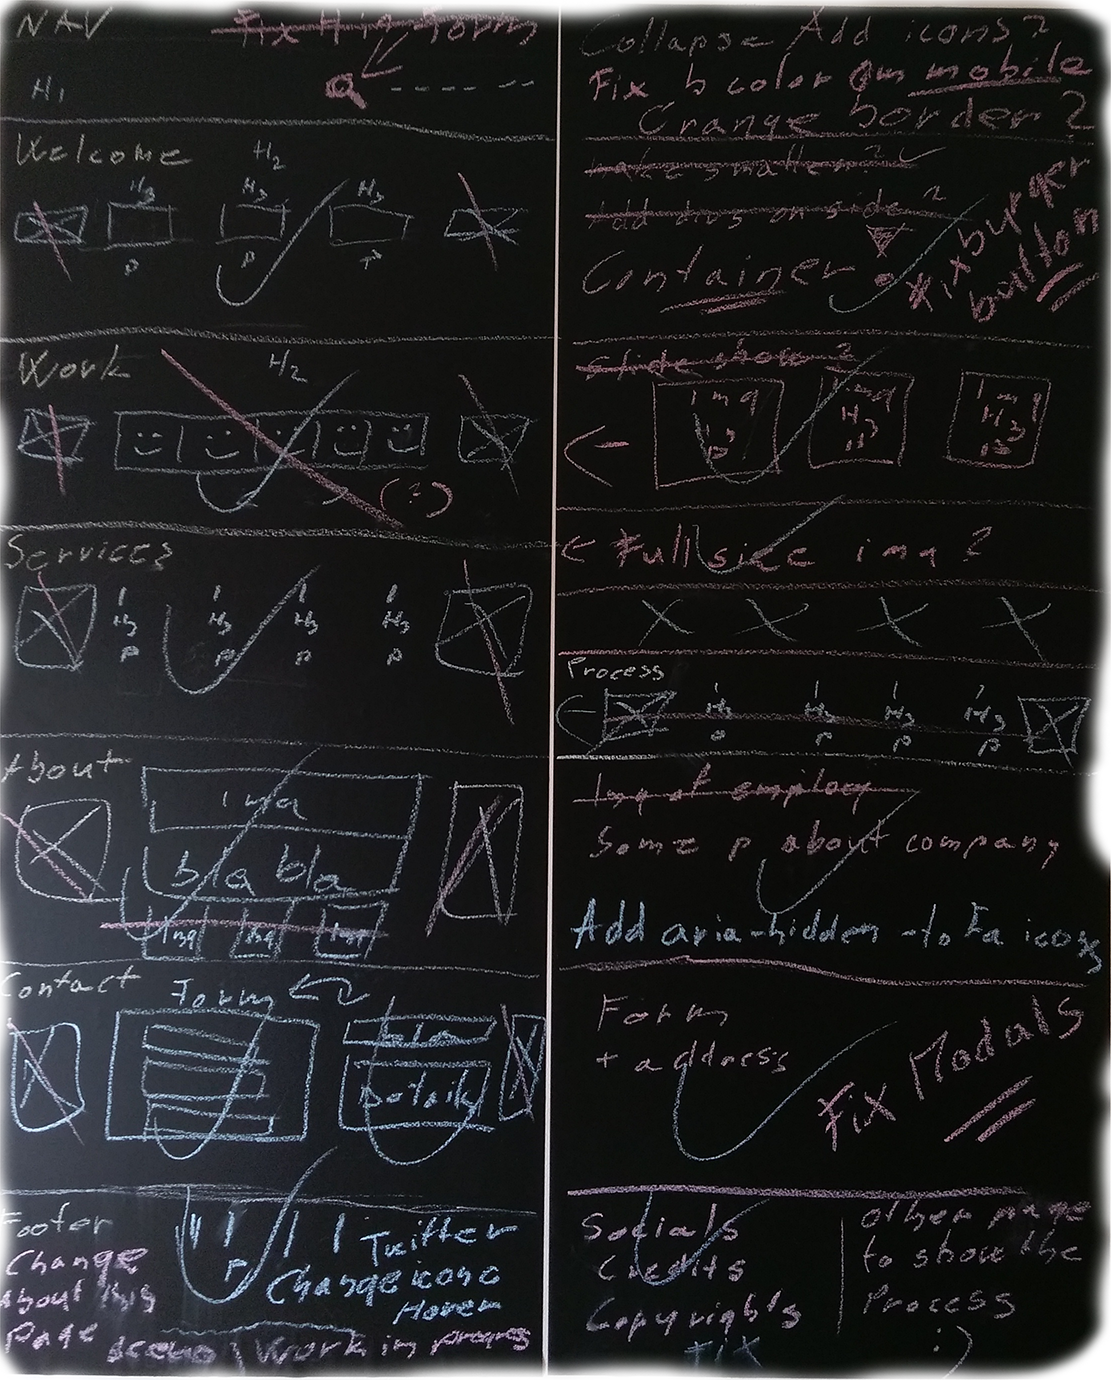 NAV
Fix H in form
H1
Welcome
H2
H3 H3 H3
P P P
Work
H2
(?)
Services
I I I I
H3 H3 H3 H3
P P P P
About
img
bla bla
img img img
Contact
Form
Details
Footer
Twitter
Change
Change icons
About this
Hover
Page
Work in progres
Collapse Add icons?
Fix b color on mobile
Orange border?
make smaller?
Add divs on side?
Container
Fix burger
button
Slide show?
img img img
H3 H3 H3
P P P
Full size img?
X X X X
Process
I I I I
H3 H3 H3 H3
P P P P
Img of employ
Some p about company
Add aria-hidden to Fa icons
Form
+ address
Fix Modals
Socials
Credits
Copyrights
Fix
other page
to show the
Process
:)